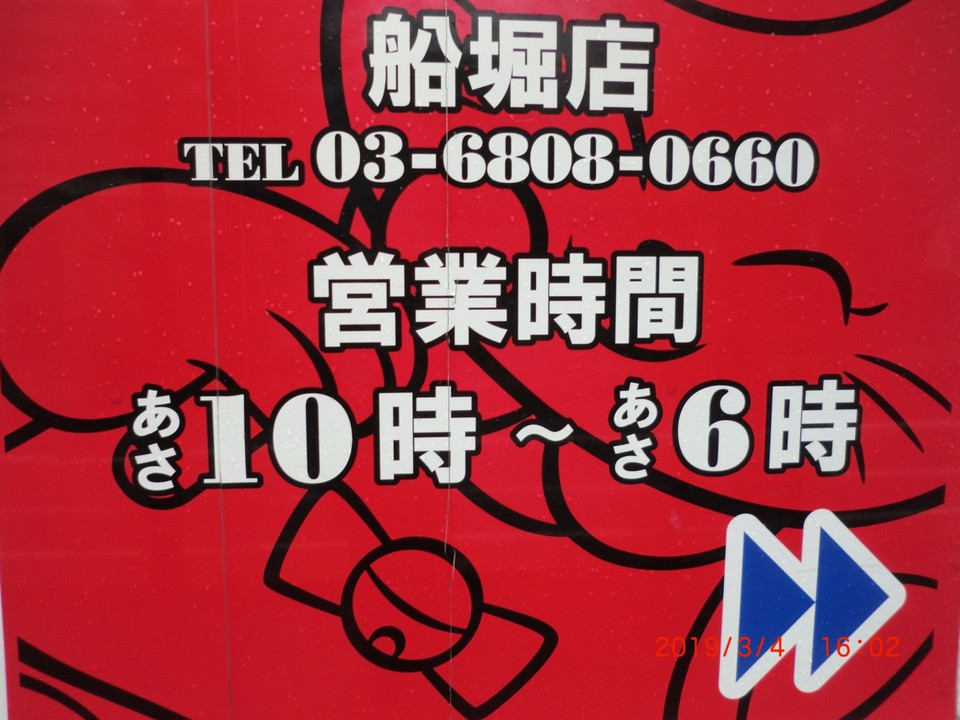 船堀店
TEL 03-6808-0660
営業時間
あさ10時～あさ6時
2019/3/4 16:02